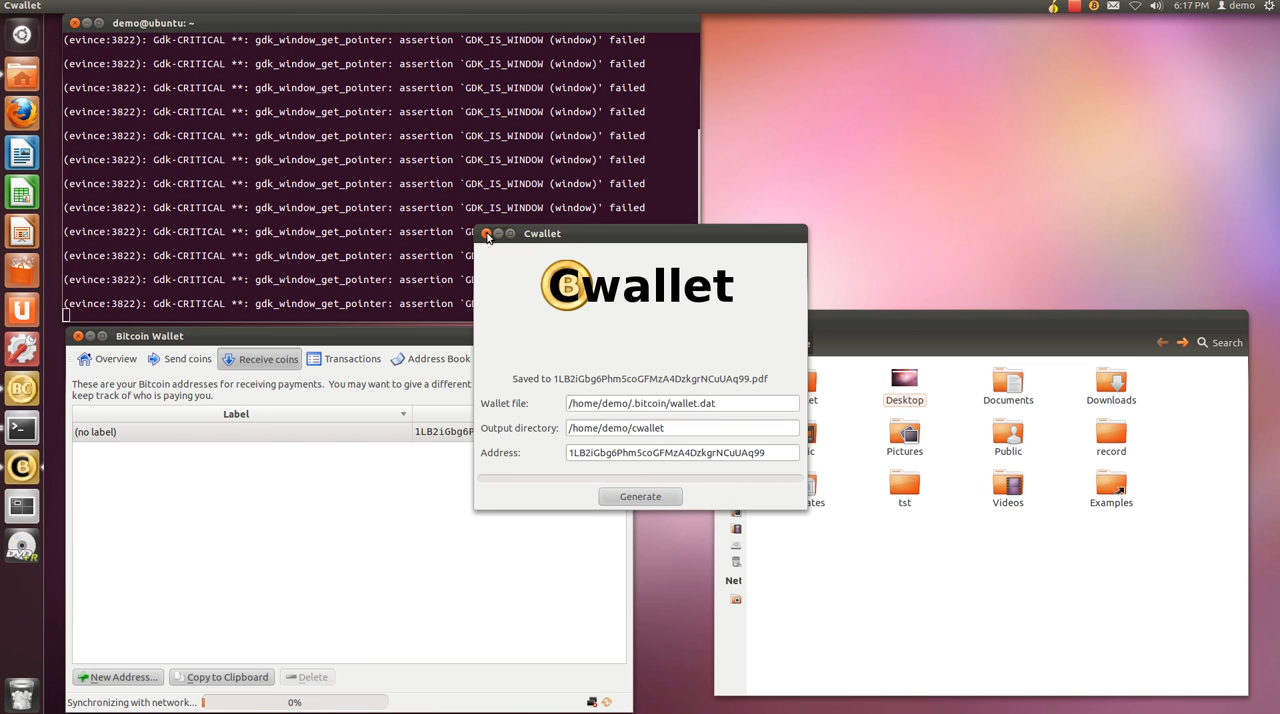 Cwallet
6:17 PM
demo
demo@ubuntu: ~
(evince:3822): Gdk-CRITICAL **: gdk_window_get_pointer: assertion `GDK_IS_WINDOW (window)' failed
(evince:3822): Gdk-CRITICAL **: gdk_window_get_pointer: assertion `GDK_IS_WINDOW (window)' failed
(evince:3822): Gdk-CRITICAL **: gdk_window_get_pointer: assertion `GDK_IS_WINDOW (window)' failed
(evince:3822): Gdk-CRITICAL **: gdk_window_get_pointer: assertion `GDK_IS_WINDOW (window)' failed
(evince:3822): Gdk-CRITICAL **: gdk_window_get_pointer: assertion `GDK_IS_WINDOW (window)' failed
(evince:3822): Gdk-CRITICAL **: gdk_window_get_pointer: assertion `GDK_IS_WINDOW (window)' failed
(evince:3822): Gdk-CRITICAL **: gdk_window_get_pointer: assertion `GDK_IS_WINDOW (window)' failed
(evince:3822): Gdk-CRITICAL **: gdk_window_get_pointer: assertion `GDK_IS_WINDOW (window)' failed
(evince:3822): Gdk-CRITICAL **: gdk_window_get_pointer: assertion `G
(evince:3822): Gdk-CRITICAL **: gdk_window_get_pointer: assertion `G
(evince:3822): Gdk-CRITICAL **: gdk_window_get_pointer: assertion `G
(evince:3822): Gdk-CRITICAL **: gdk_window_get_pointer: assertion `G
Cwallet
Cwallet
Saved to 1LB2iGbg6Phm5coGFMzA4DzkgrNCuUAq99.pdf
Wallet file: /home/demo/.bitcoin/wallet.dat
Output directory: /home/demo/cwallet
Address: 1LB2iGbg6Phm5coGFMzA4DzkgrNCuUAq99
Generate
Bitcoin Wallet
Overview Send coins Receive coins Transactions Address Book
These are your Bitcoin addresses for receiving payments. You may want to give a different
keep track of who is paying you.
Label
(no label) 1LB2iGbg6P
New Address... Copy to Clipboard Delete
Synchronizing with network... 0%
Search
et Desktop Documents Downloads
ic Pictures Public record
ates tst Videos Examples
Net